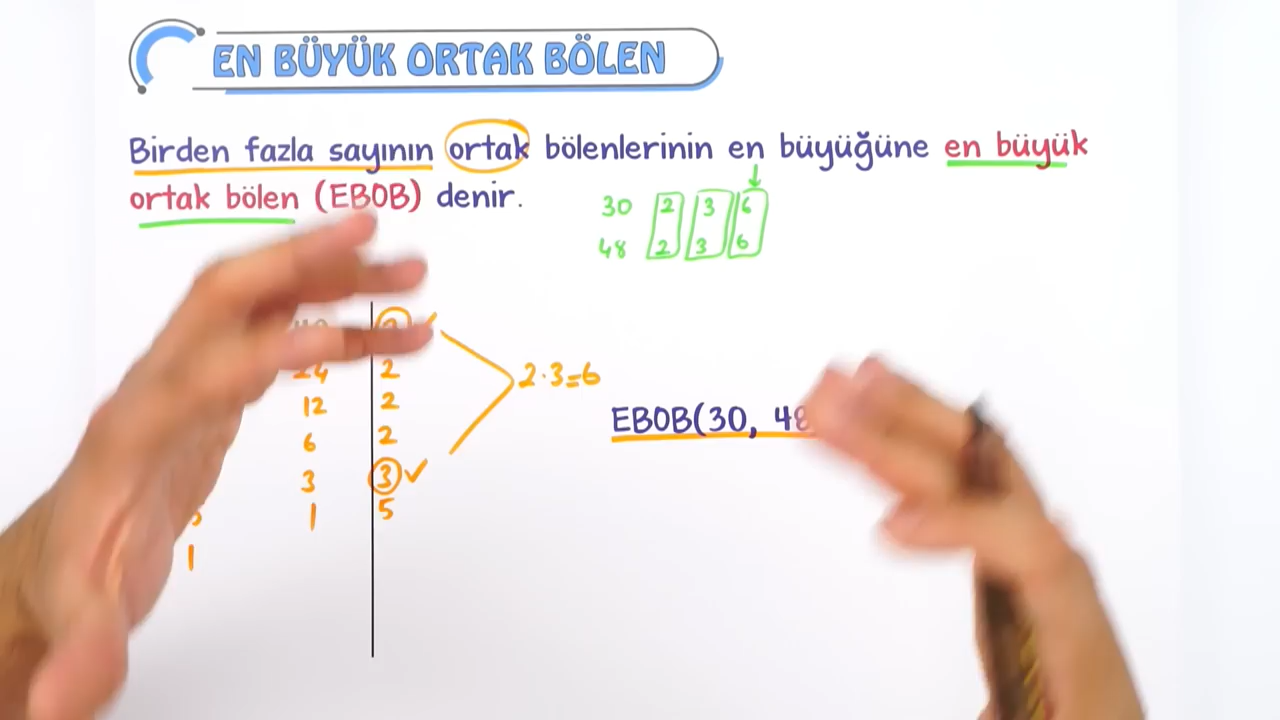 EN BÜYÜK ORTAK BÖLEN
Birden fazla sayının ortak bölenlerinin en büyüğüne en büyük
ortak bölen (EBOB) denir.
30 2 3 6
48 2 3 6
24 2
12 2
6 2
3 3
1 5
1
2·3=6
EBOB(30, 48